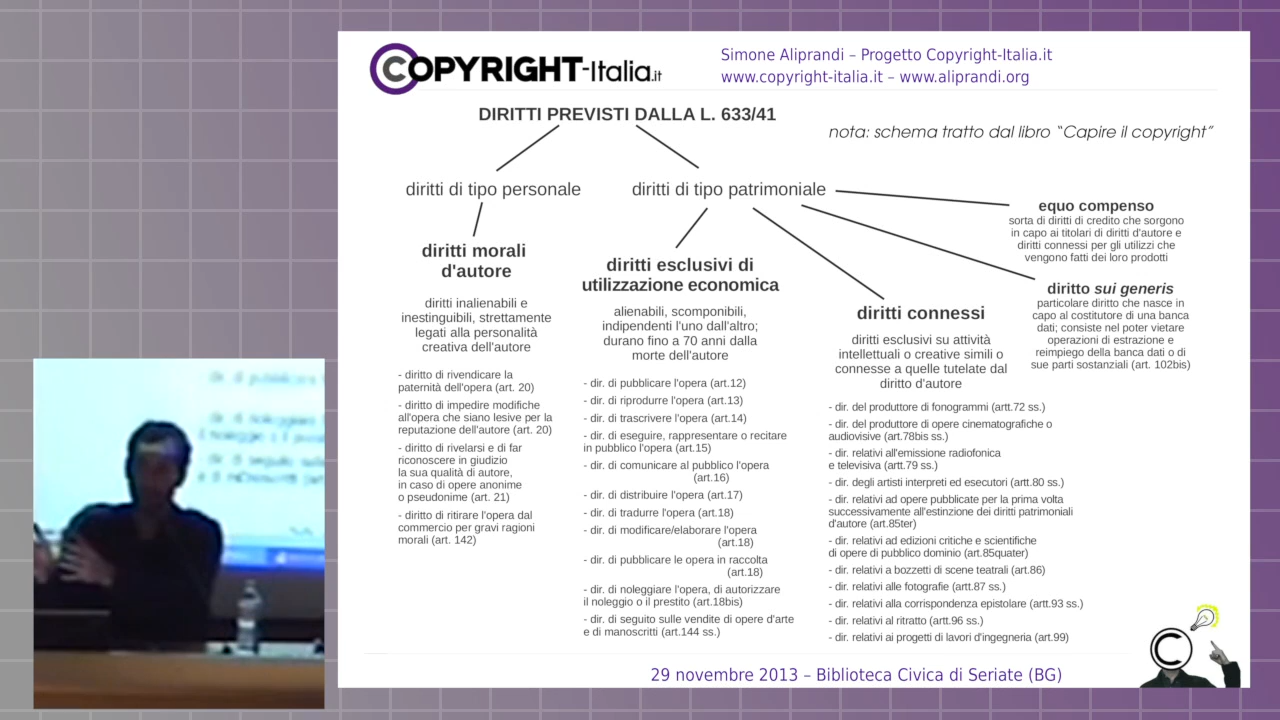 COPYRIGHT-Italia.it
Simone Aliprandi – Progetto Copyright-Italia.it
www.copyright-italia.it – www.aliprandi.org
DIRITTI PREVISTI DALLA L. 633/41
nota: schema tratto dal libro “Capire il copyright”
diritti di tipo personale
diritti morali
d'autore
diritti inalienabili e
inestinguibili, strettamente
legati alla personalità
creativa dell'autore
- diritto di rivendicare la
paternità dell'opera (art. 20)
- diritto di impedire modifiche
all'opera che siano lesive per la
reputazione dell'autore (art. 20)
- diritto di rivelarsi e di far
riconoscere in giudizio
la sua qualità di autore,
in caso di opere anonime
o pseudonime (art. 21)
- diritto di ritirare l'opera dal
commercio per gravi ragioni
morali (art. 142)
diritti di tipo patrimoniale
diritti esclusivi di
utilizzazione economica
alienabili, scomponibili,
indipendenti l'uno dall'altro;
durano fino a 70 anni dalla
morte dell'autore
- dir. di pubblicare l'opera (art.12)
- dir. di riprodurre l'opera (art.13)
- dir. di trascrivere l'opera (art.14)
- dir. di eseguire, rappresentare o recitare
in pubblico l'opera (art.15)
- dir. di comunicare al pubblico l'opera
(art.16)
- dir. di distribuire l'opera (art.17)
- dir. di tradurre l'opera (art.18)
- dir. di modificare/elaborare l'opera
(art.18)
- dir. di pubblicare le opera in raccolta
(art.18)
- dir. di noleggiare l'opera, di autorizzare
il noleggio o il prestito (art.18bis)
- dir. di seguito sulle vendite di opere d'arte
e di manoscritti (art.144 ss.)
diritti connessi
diritti esclusivi su attività
intellettuali o creative simili o
connesse a quelle tutelate dal
diritto d'autore
- dir. del produttore di fonogrammi (artt.72 ss.)
- dir. del produttore di opere cinematografiche o
audiovisive (art.78bis ss.)
- dir. relativi all'emissione radiofonica
e televisiva (artt.79 ss.)
- dir. degli artisti interpreti ed esecutori (artt.80 ss.)
- dir. relativi ad opere pubblicate per la prima volta
successivamente all'estinzione dei diritti patrimoniali
d'autore (art.85ter)
- dir. relativi ad edizioni critiche e scientifiche
di opere di pubblico dominio (art.85quater)
- dir. relativi a bozzetti di scene teatrali (art.86)
- dir. relativi alle fotografie (artt.87 ss.)
- dir. relativi alla corrispondenza epistolare (artt.93 ss.)
- dir. relativi al ritratto (artt.96 ss.)
- dir. relativi ai progetti di lavori d'ingegneria (art.99)
equo compenso
sorta di diritti di credito che sorgono
in capo ai titolari di diritti d'autore e
diritti connessi per gli utilizzi che
vengono fatti dei loro prodotti
diritto sui generis
particolare diritto che nasce in
capo al costitutore di una banca
dati; consiste nel poter vietare
operazioni di estrazione e
reimpiego della banca dati o di
sue parti sostanziali (art. 102bis)
29 novembre 2013 – Biblioteca Civica di Seriate (BG)